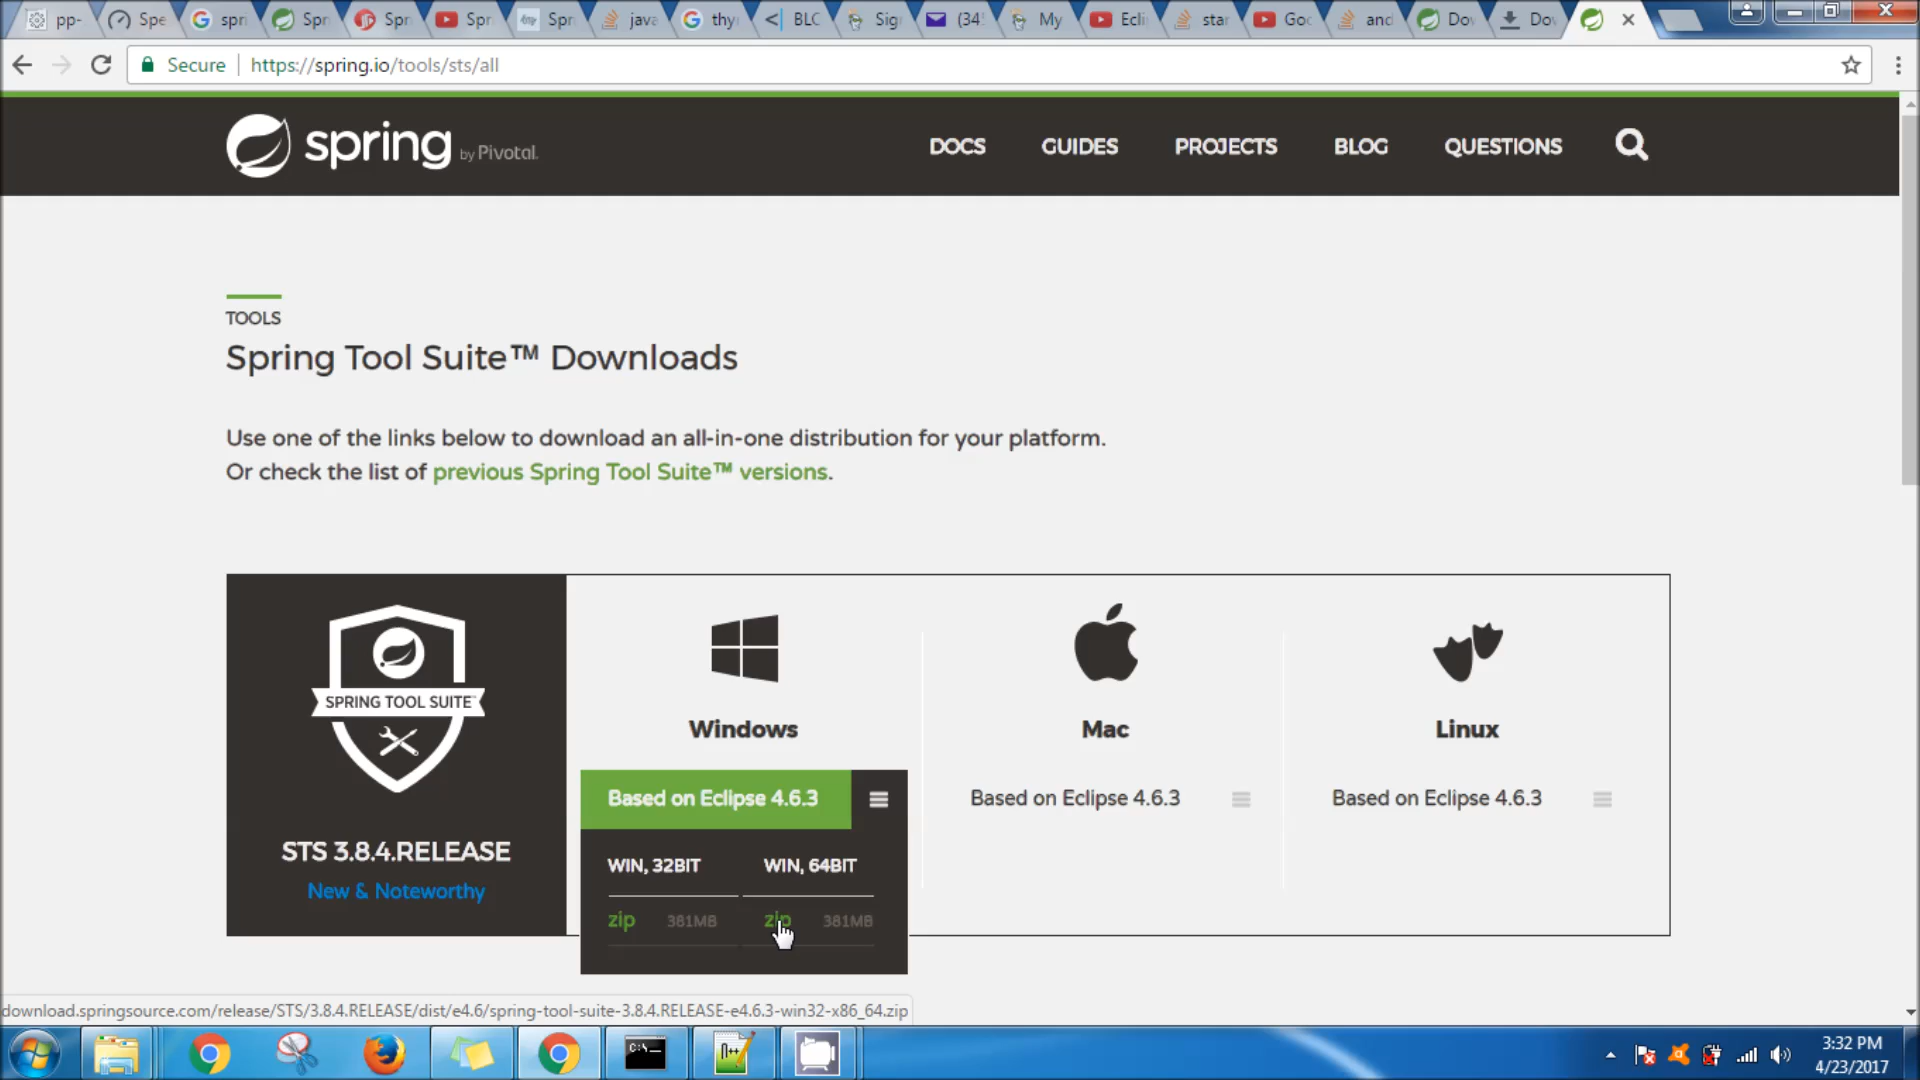 pp-
Spe
spri
Spr
Spr
Spr
Spr
java
thy
BLC
Sig
(34
My
Ecli
star
Goc
and
Dov
Dov
Secure
https://spring.io/tools/sts/all
spring by Pivotal.
DOCS
GUIDES
PROJECTS
BLOG
QUESTIONS
TOOLS
Spring Tool Suite™ Downloads
Use one of the links below to download an all-in-one distribution for your platform.
Or check the list of previous Spring Tool Suite™ versions.
SPRING TOOL SUITE
STS 3.8.4.RELEASE
New & Noteworthy
Windows
Mac
Linux
Based on Eclipse 4.6.3
Based on Eclipse 4.6.3
Based on Eclipse 4.6.3
WIN, 32BIT
WIN, 64BIT
zip 381MB
zip 381MB
download.springsource.com/release/STS/3.8.4.RELEASE/dist/e4.6/spring-tool-suite-3.8.4.RELEASE-e4.6.3-win32-x86_64.zip
C:\
N++
3:32 PM
4/23/2017